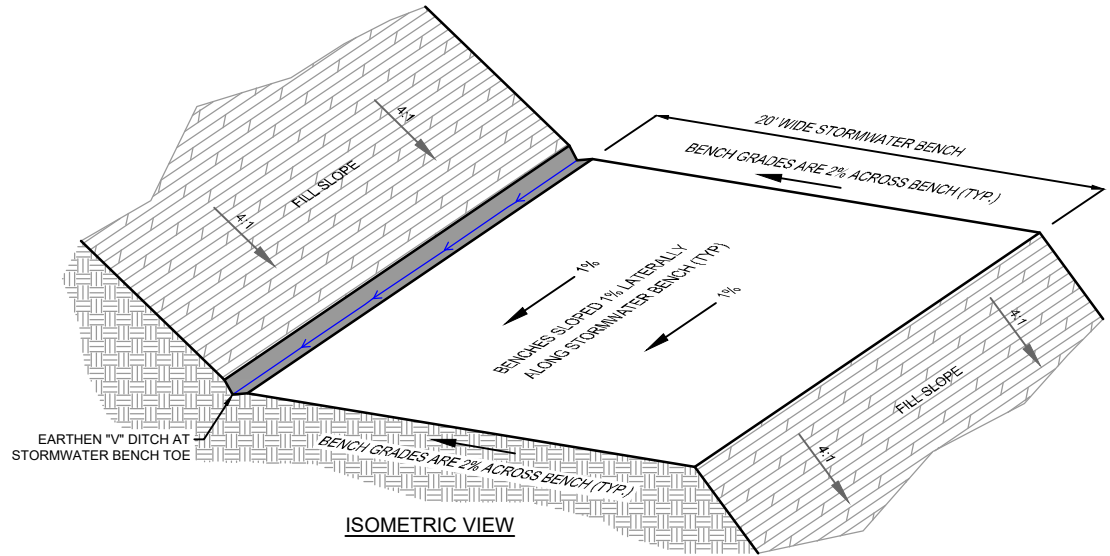 4:1
FILL SLOPE
4:1
20' WIDE STORMWATER BENCH
BENCH GRADES ARE 2% ACROSS BENCH (TYP.)
1%
BENCHES SLOPED 1% LATERALLY
ALONG STORMWATER BENCH (TYP)
1%
4:1
FILL SLOPE
4:1
EARTHEN "V" DITCH AT
STORMWATER BENCH TOE
BENCH GRADES ARE 2% ACROSS BENCH (TYP.)
ISOMETRIC VIEW